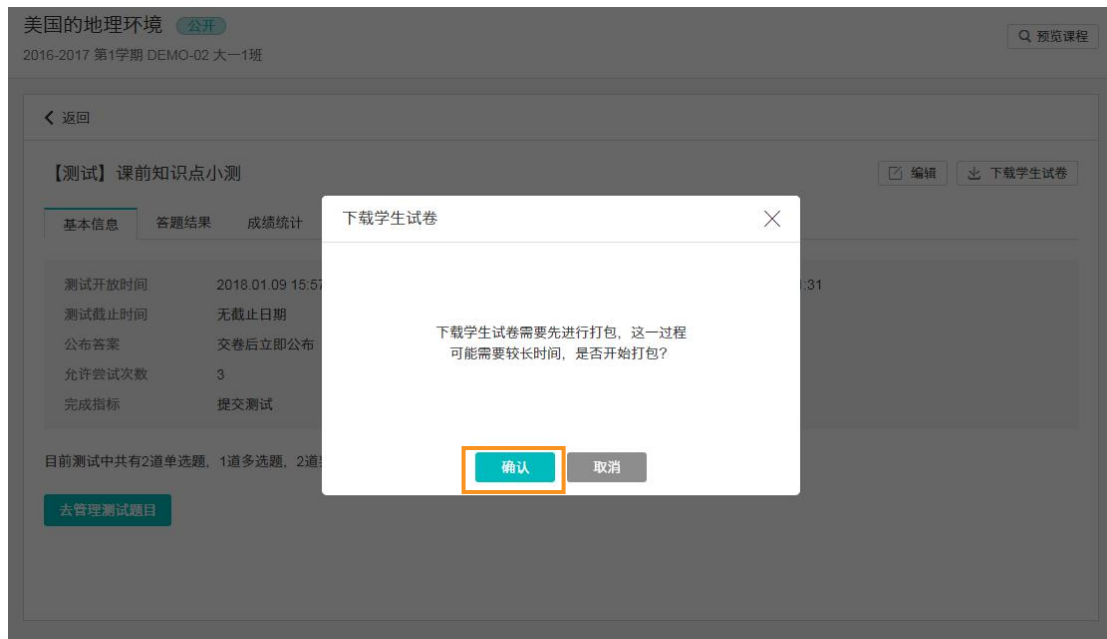 美国的地理环境 公开
预览课程
2016-2017 第1学期 DEMO-02 大一1班
返回
【测试】课前知识点小测
编辑 下载学生试卷
基本信息 答题结果 成绩统计
下载学生试卷
测试开放时间 2018.01.09 15:57 :31
测试截止时间 无截止日期
公布答案 交卷后立即公布
允许尝试次数 3
完成指标 提交测试
下载学生试卷需要先进行打包，这一过程
可能需要较长时间，是否开始打包？
目前测试中共有2道单选题，1道多选题，2道
确认 取消
去管理测试题目